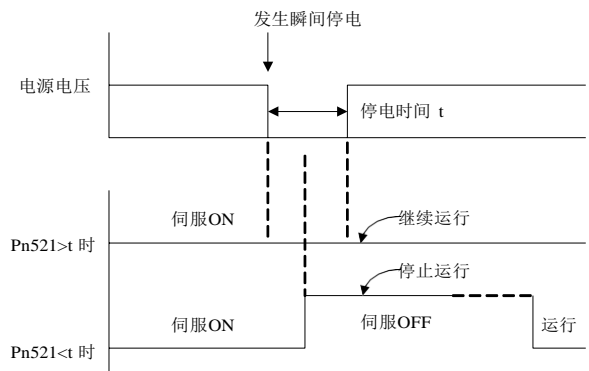 发生瞬间停电
电源电压
停电时间 t
伺服ON
继续运行
Pn521>t 时
停止运行
伺服ON
伺服OFF
运行
Pn521<t 时